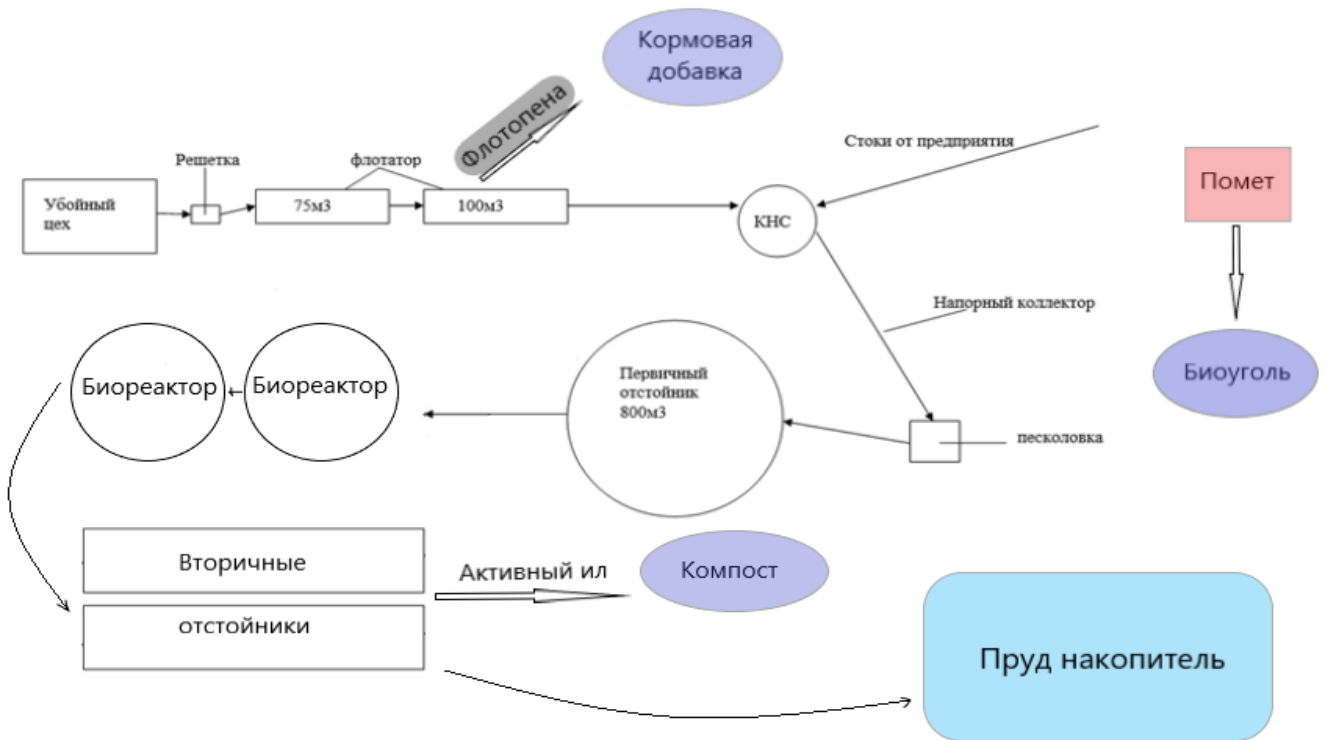 Кормовая
добавка
Флотопена
Решетка
флотатор
Стоки от предприятия
Убойный
цех
75м3
100м3
КНС
Помет
Напорный коллектор
Биоуголь
Биореактор
Биореактор
Первичный
отстойник
800м3
песколовка
Вторичные
отстойники
Активный ил
Компост
Пруд накопитель